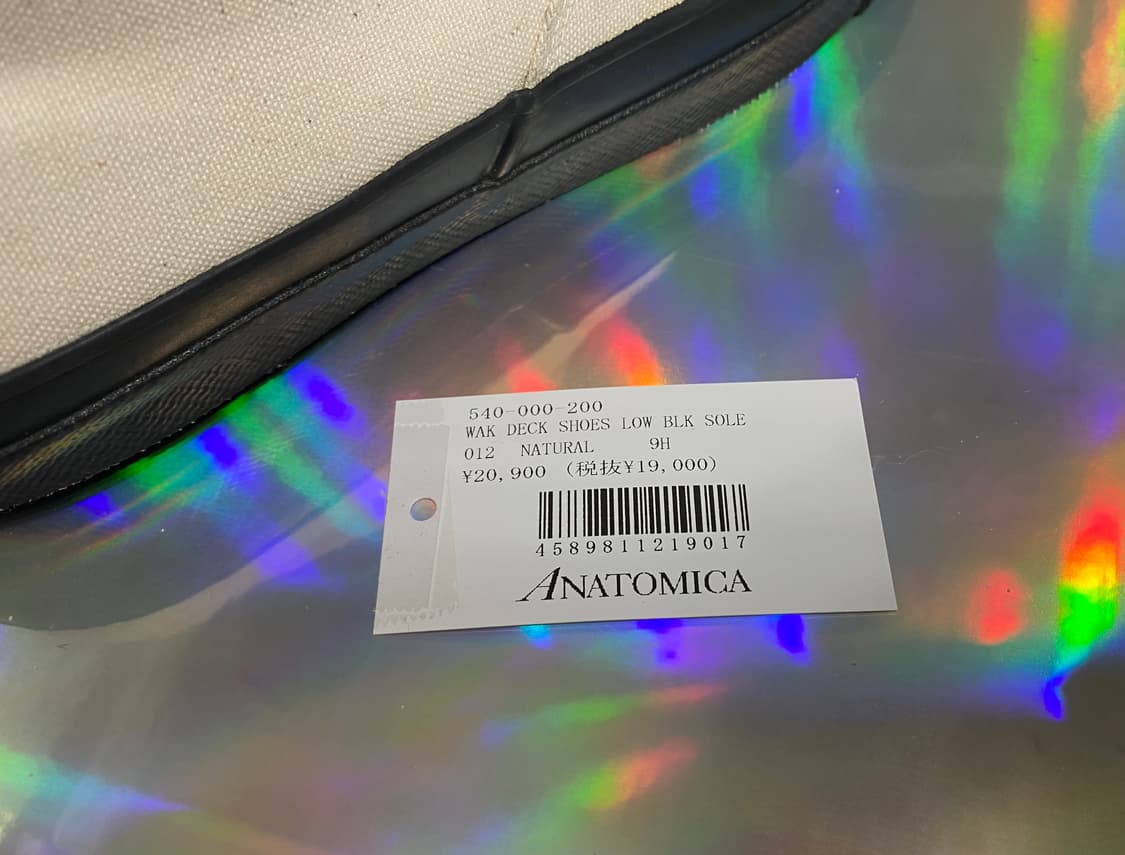 540-000-200
WAK DECK SHOES LOW BLK SOLE
012 NATURAL 9H
¥20,900 (税抜¥19,000)
4589811219017
ANATOMICA